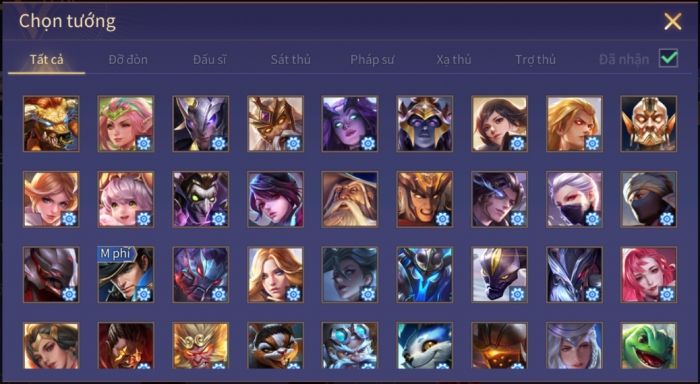 Chọn tướng
Tất cả Đỡ đòn Đấu sĩ Sát thủ Pháp sư Xạ thủ Trợ thủ Đã nhận
M phí